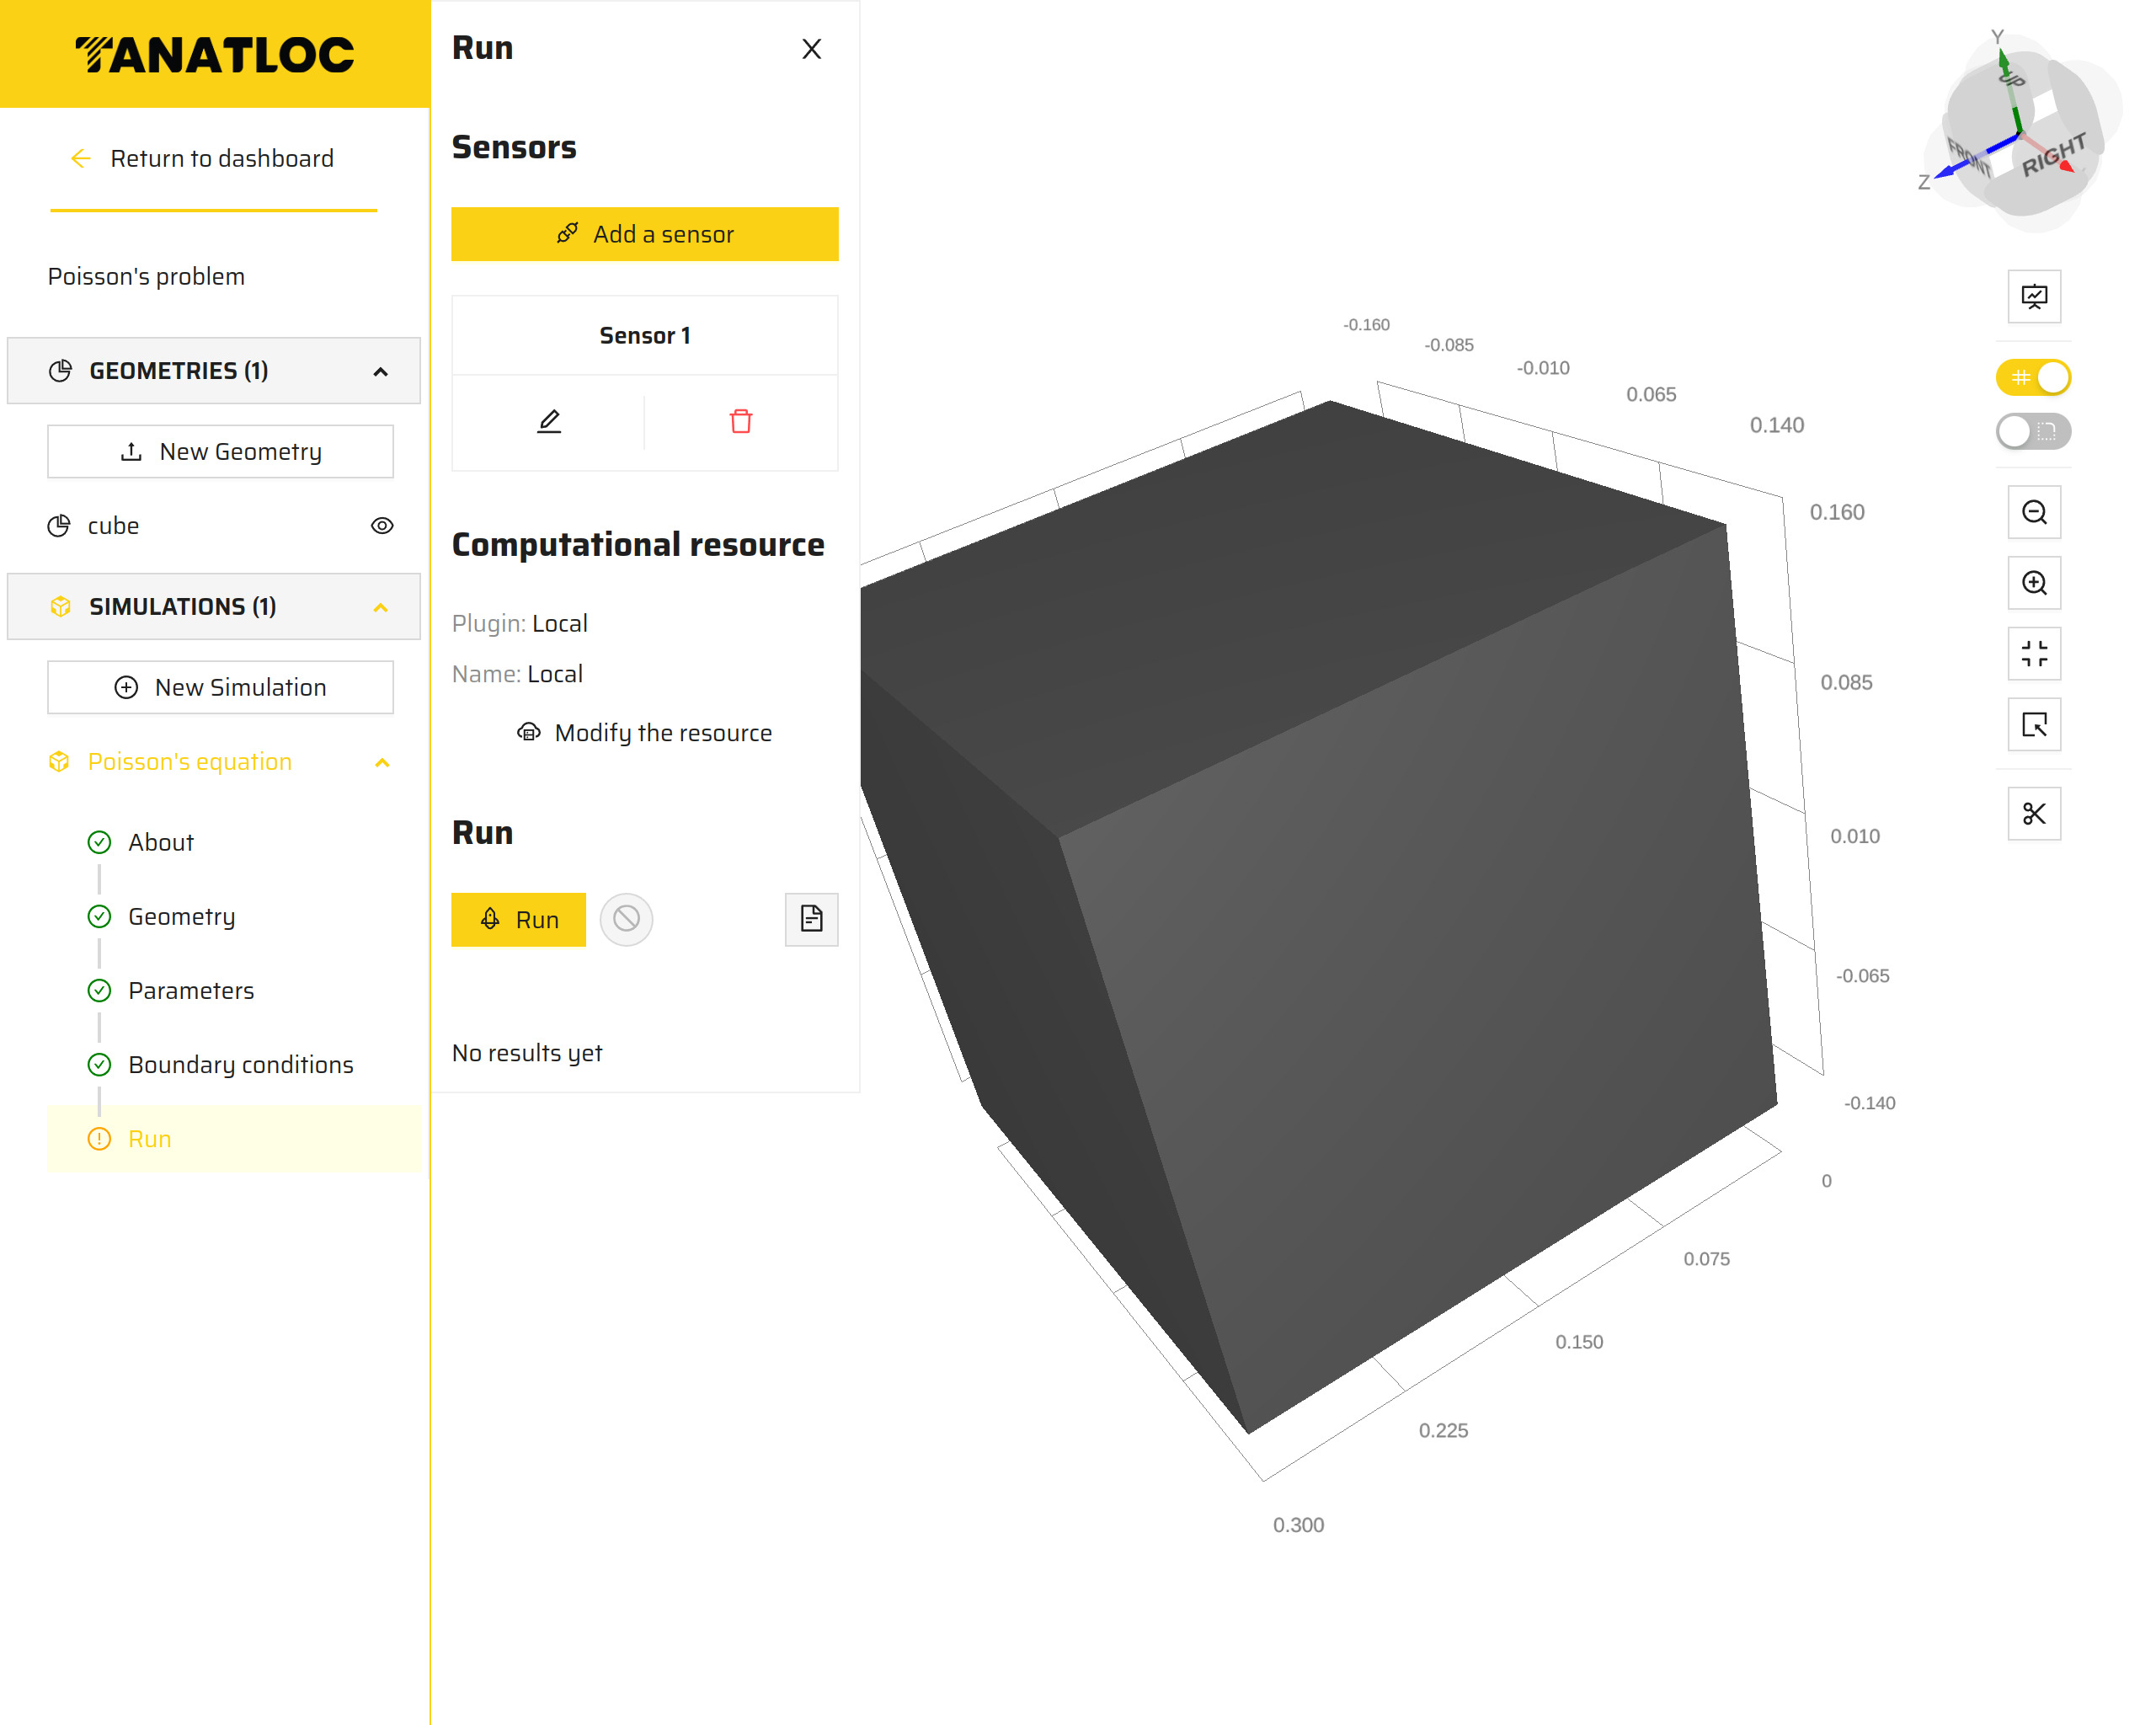 TANATLOC
Return to dashboard
Poisson's problem
GEOMETRIES (1)
New Geometry
cube
SIMULATIONS (1)
New Simulation
Poisson's equation
About
Geometry
Parameters
Boundary conditions
Run
Run
Sensors
Add a sensor
Sensor 1
Computational resource
Plugin: Local
Name: Local
Modify the resource
Run
Run
No results yet
-0.160
-0.085
-0.010
0.065
0.140
0.160
0.085
0.010
-0.065
-0.140
0
0.075
0.150
0.225
0.300
Y
UP
FRONT
RIGHT
Z